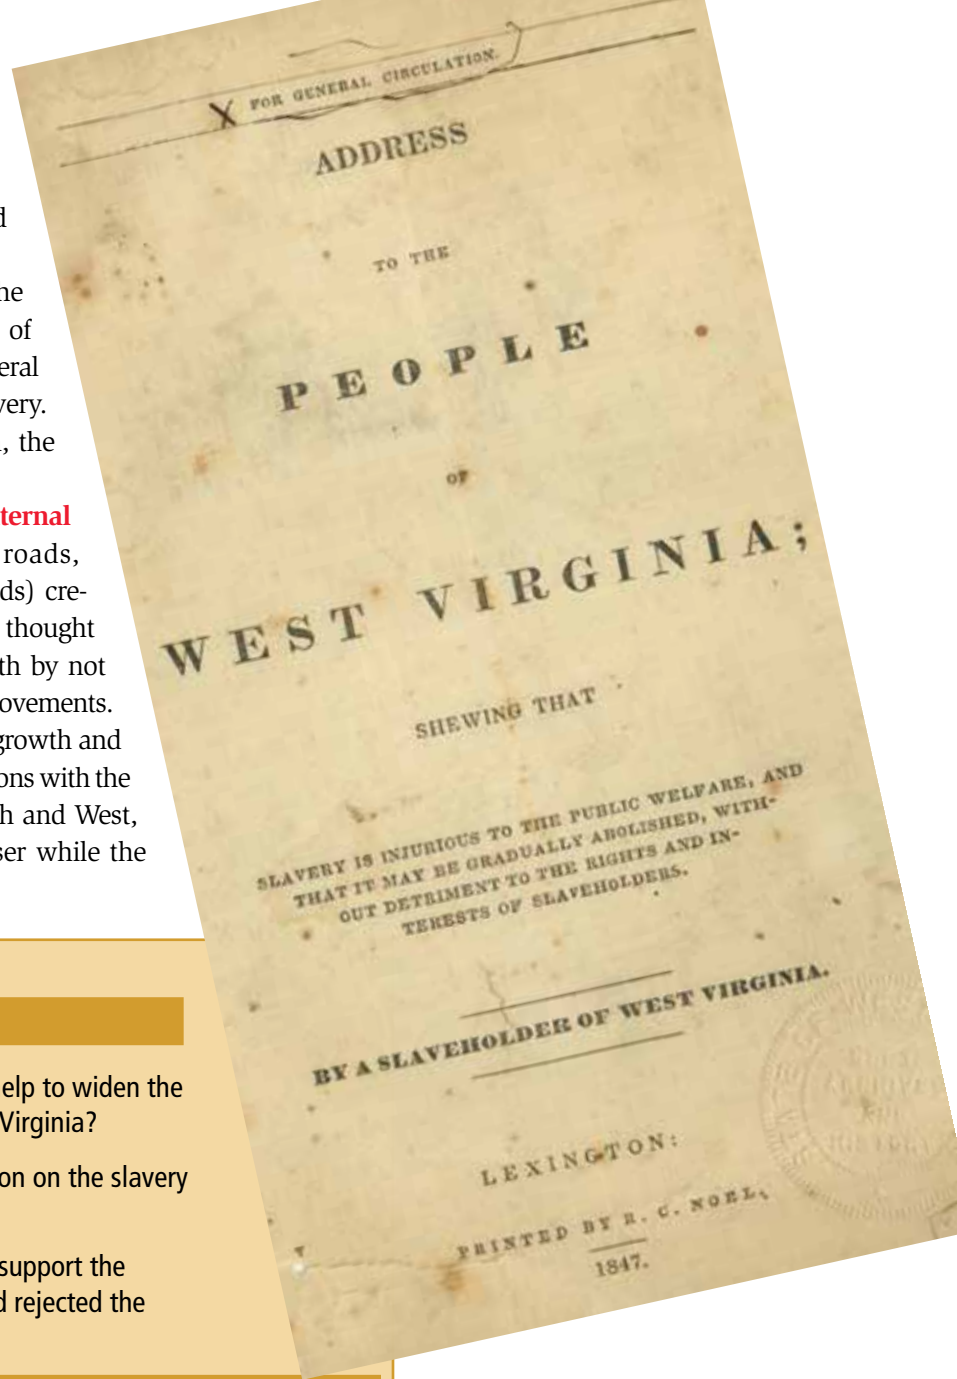 FOR GENERAL CIRCULATION.
ADDRESS
TO THE
PEOPLE
OF
WEST VIRGINIA;
SHEWING THAT
SLAVERY IS INJURIOUS TO THE PUBLIC WELFARE, AND
THAT IT MAY BE GRADUALLY ABOLISHED, WITH-
OUT DETRIMENT TO THE RIGHTS AND IN-
TERESTS OF SLAVEHOLDERS.
BY A SLAVEHOLDER OF WEST VIRGINIA.
LEXINGTON:
PRINTED BY R. C. NOEL,
1847.
d
ne
of
eral
very.
, the
ternal
roads,
ds) cre-
thought
th by not
ovements.
growth and
ons with the
h and West,
ser while the
elp to widen the
Virginia?
on on the slavery
support the
d rejected the